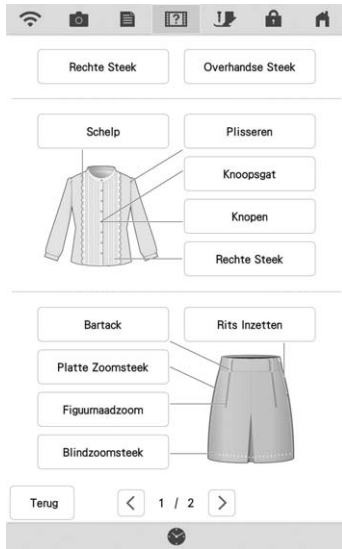 Rechte Steek
Overhandse Steek
Schelp
Plisseren
Knoopsgat
Knopen
Rechte Steek
Bartack
Rits Inzetten
Platte Zoomsteek
Figuurnaadzoom
Blindzoomsteek
Terug
< 1 / 2 >